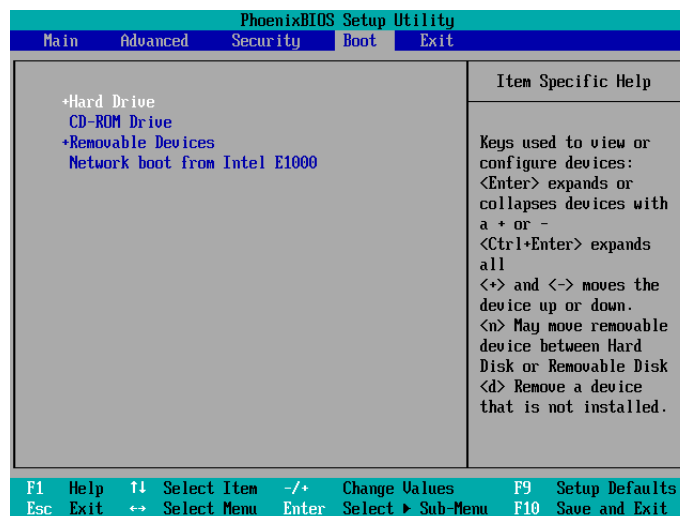 PhoenixBIOS Setup Utility
Main Advanced Security Boot Exit
Item Specific Help
+Hard Drive
CD-ROM Drive
+Removable Devices
Network boot from Intel E1000
Keys used to view or
configure devices:
<Enter> expands or
collapses devices with
a + or -
<Ctrl+Enter> expands
all
<+> and <-> moves the
device up or down.
<n> May move removable
device between Hard
Disk or Removable Disk
<d> Remove a device
that is not installed.
F1 Help ↑↓ Select Item -/+ Change Values F9 Setup Defaults
Esc Exit ↔ Select Menu Enter Select ▶ Sub-Menu F10 Save and Exit